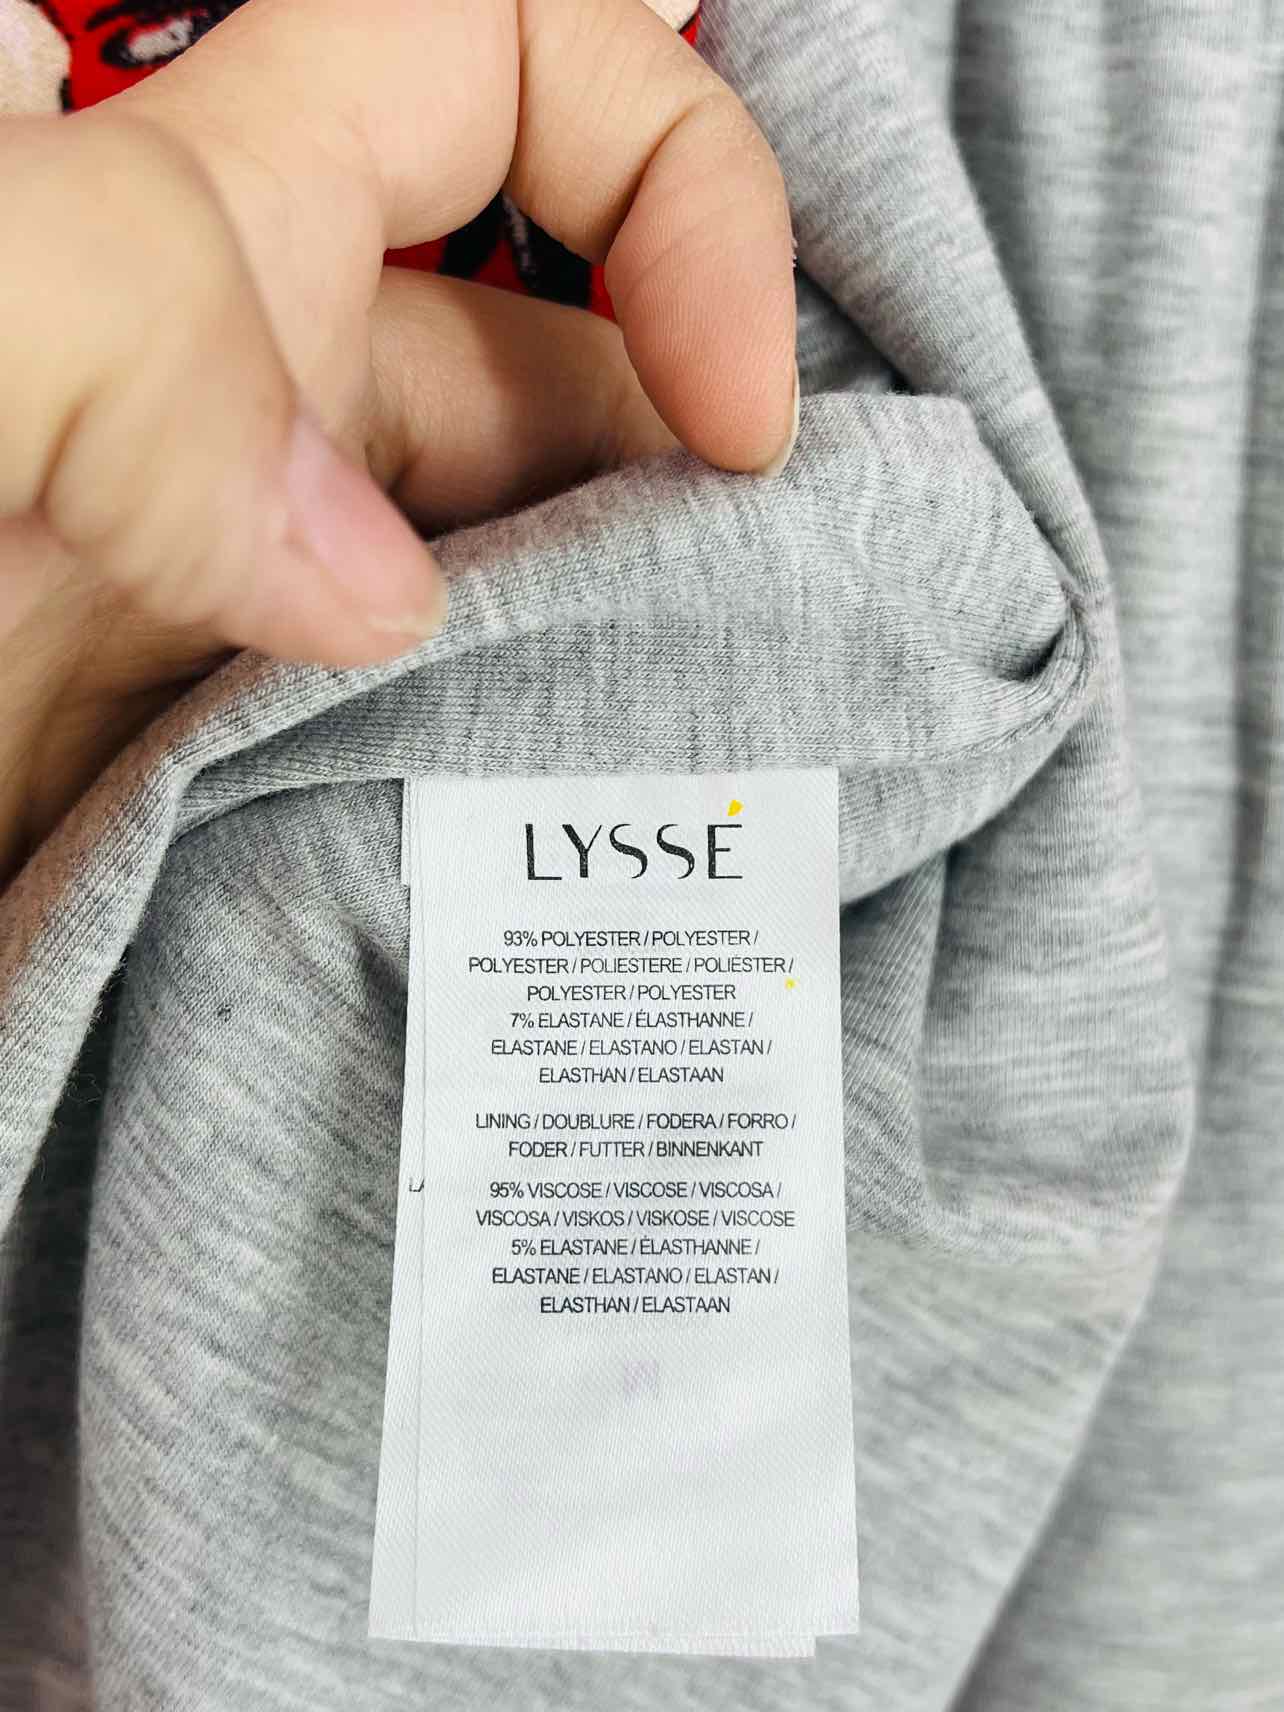 LYSSÉ
93% POLYESTER / POLYESTER /
POLYESTER / POLIESTERE / POLIESTER /
POLYESTER / POLYESTER
7% ELASTANE / ÉLASTHANNE /
ELASTANE / ELASTANO / ELASTAN /
ELASTHAN / ELASTAAN
LINING / DOUBLURE / FODERA / FORRO /
FODER / FUTTER / BINNENKANT
95% VISCOSE / VISCOSE / VISCOSA /
VISCOSA / VISKOS / VISKOSE / VISCOSE
5% ELASTANE / ÉLASTHANNE /
ELASTANE / ELASTANO / ELASTAN /
ELASTHAN / ELASTAAN